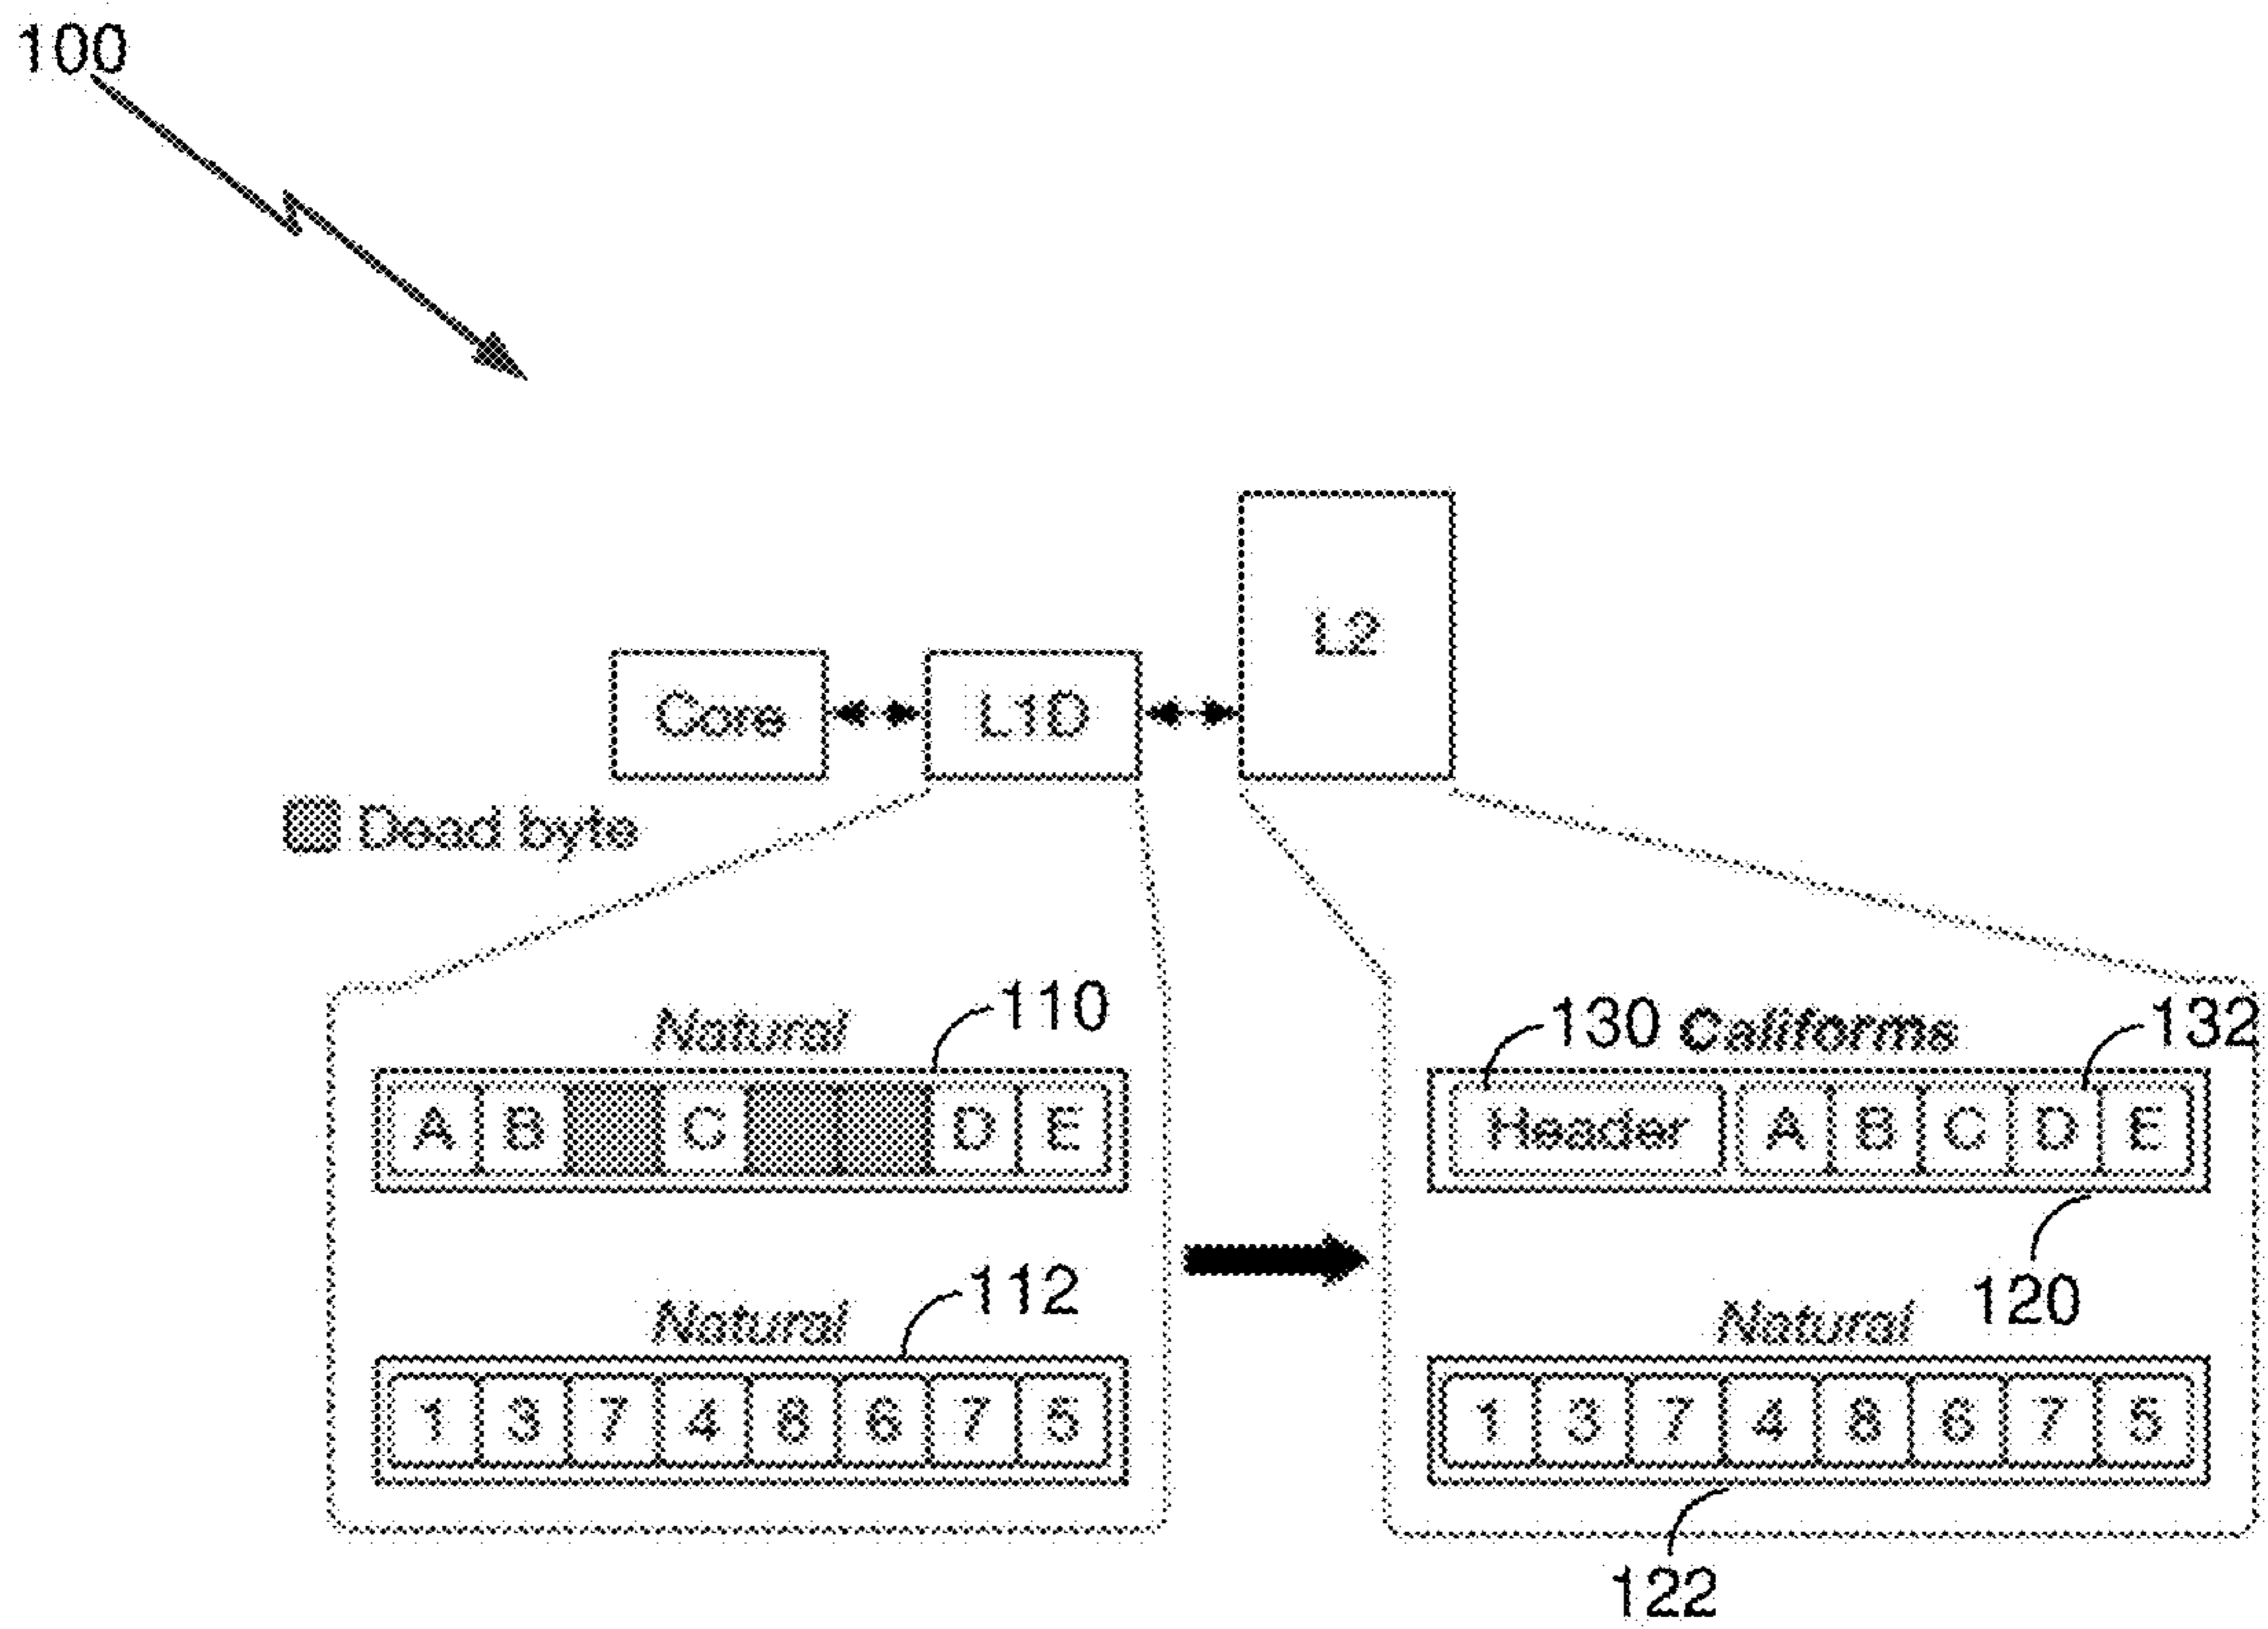 100
L2
Core
L1D
Dead byte
Natural
110
A B C D E
Natural
112
1 3 7 4 8 6 7 5
130
Califorms
132
Header A B C D E
120
Natural
1 3 7 4 8 6 7 5
122